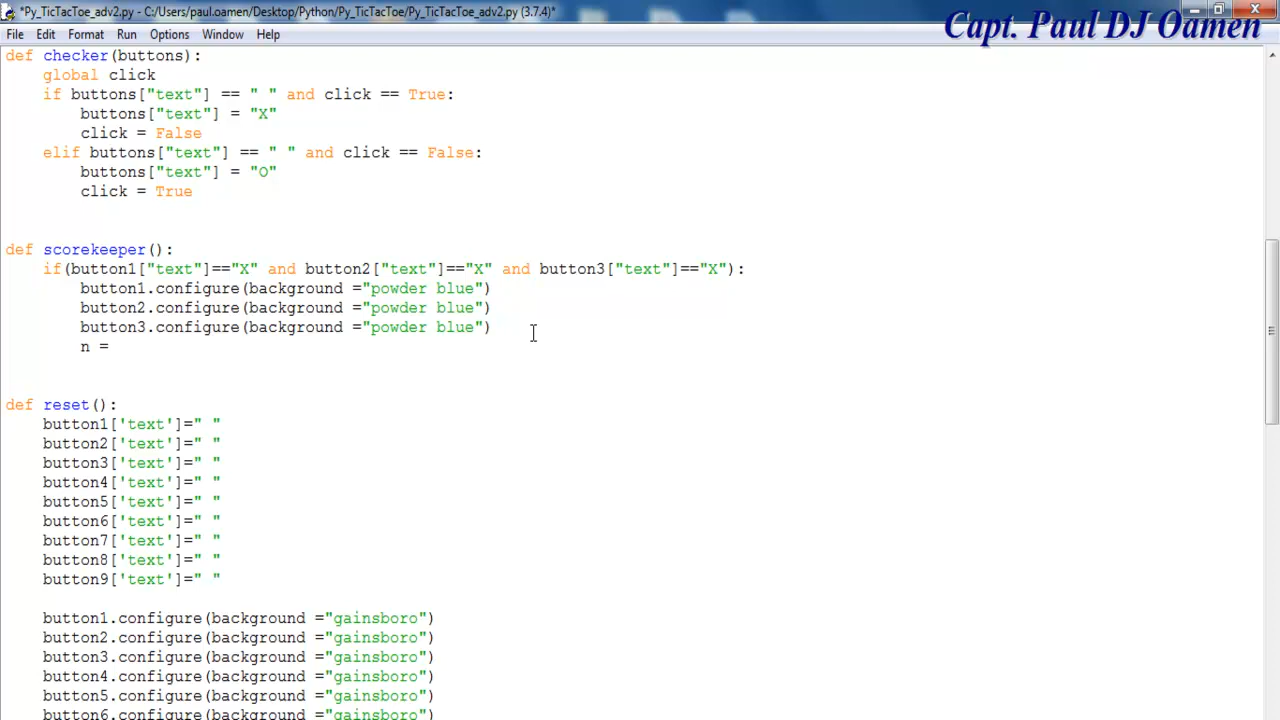 *Py_TicTacToe_adv2.py - C:/Users/paul.oamen/Desktop/Python/Py_TicTacToe/Py_TicTacToe_adv2.py (3.7.4)*
Capt. Paul DJ Oamen
File Edit Format Run Options Window Help
def checker(buttons):
    global click
    if buttons["text"] == " " and click == True:
        buttons["text"] = "X"
        click = False
    elif buttons["text"] == " " and click == False:
        buttons["text"] = "O"
        click = True
def scorekeeper():
    if(button1["text"]=="X" and button2["text"]=="X" and button3["text"]=="X"):
        button1.configure(background ="powder blue")
        button2.configure(background ="powder blue")
        button3.configure(background ="powder blue")
        n =
def reset():
    button1['text']=" "
    button2['text']=" "
    button3['text']=" "
    button4['text']=" "
    button5['text']=" "
    button6['text']=" "
    button7['text']=" "
    button8['text']=" "
    button9['text']=" "
    button1.configure(background ="gainsboro")
    button2.configure(background ="gainsboro")
    button3.configure(background ="gainsboro")
    button4.configure(background ="gainsboro")
    button5.configure(background ="gainsboro")
    button6.configure(background ="gainsboro")